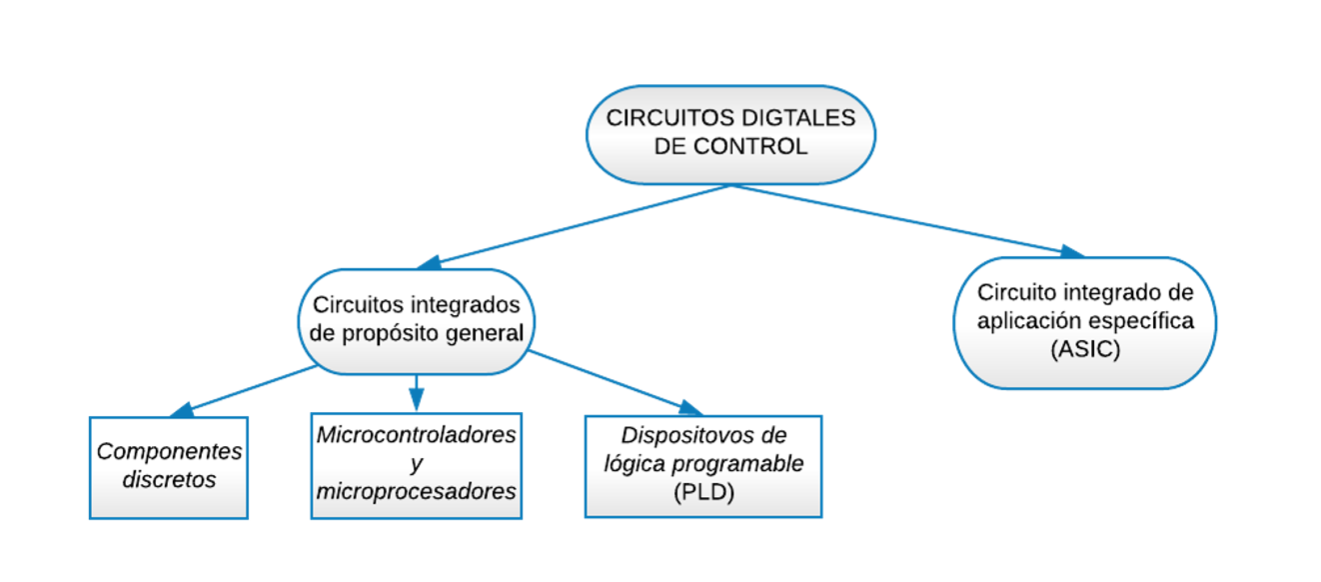 CIRCUITOS DIGTALES
DE CONTROL
Circuitos integrados
de propósito general
Circuito integrado de
aplicación específica
(ASIC)
Componentes
discretos
Microcontroladores
y
microprocesadores
Dispositovos de
lógica programable
(PLD)